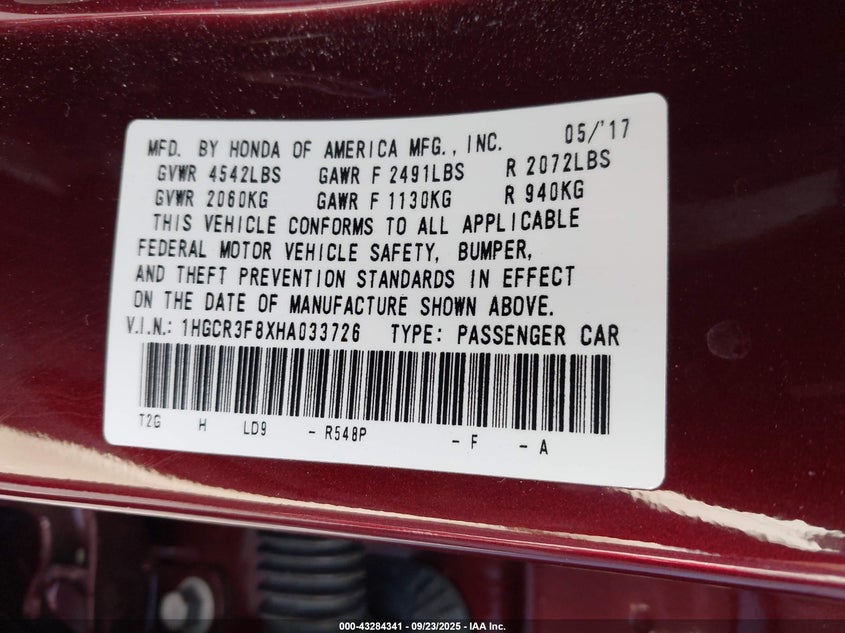 MFD. BY HONDA OF AMERICA MFG., INC. 05/'17
GVWR 4542LBS GAWR F 2491LBS R 2072LBS
GVWR 2060KG GAWR F 1130KG R 940KG
THIS VEHICLE CONFORMS TO ALL APPLICABLE
FEDERAL MOTOR VEHICLE SAFETY, BUMPER,
AND THEFT PREVENTION STANDARDS IN EFFECT
ON THE DATE OF MANUFACTURE SHOWN ABOVE.
V.I.N.: 1HGCR3F8XHA033726 TYPE: PASSENGER CAR
T2G H LD9 - R548P - F - A
000-43284341 - 09/23/2025 - IAA Inc.